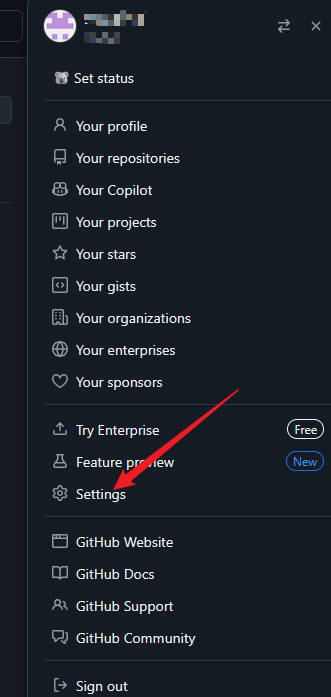 Set status
Your profile
Your repositories
Your Copilot
Your projects
Your stars
Your gists
Your organizations
Your enterprises
Your sponsors
Try Enterprise Free
Feature preview New
Settings
GitHub Website
GitHub Docs
GitHub Support
GitHub Community
Sign out